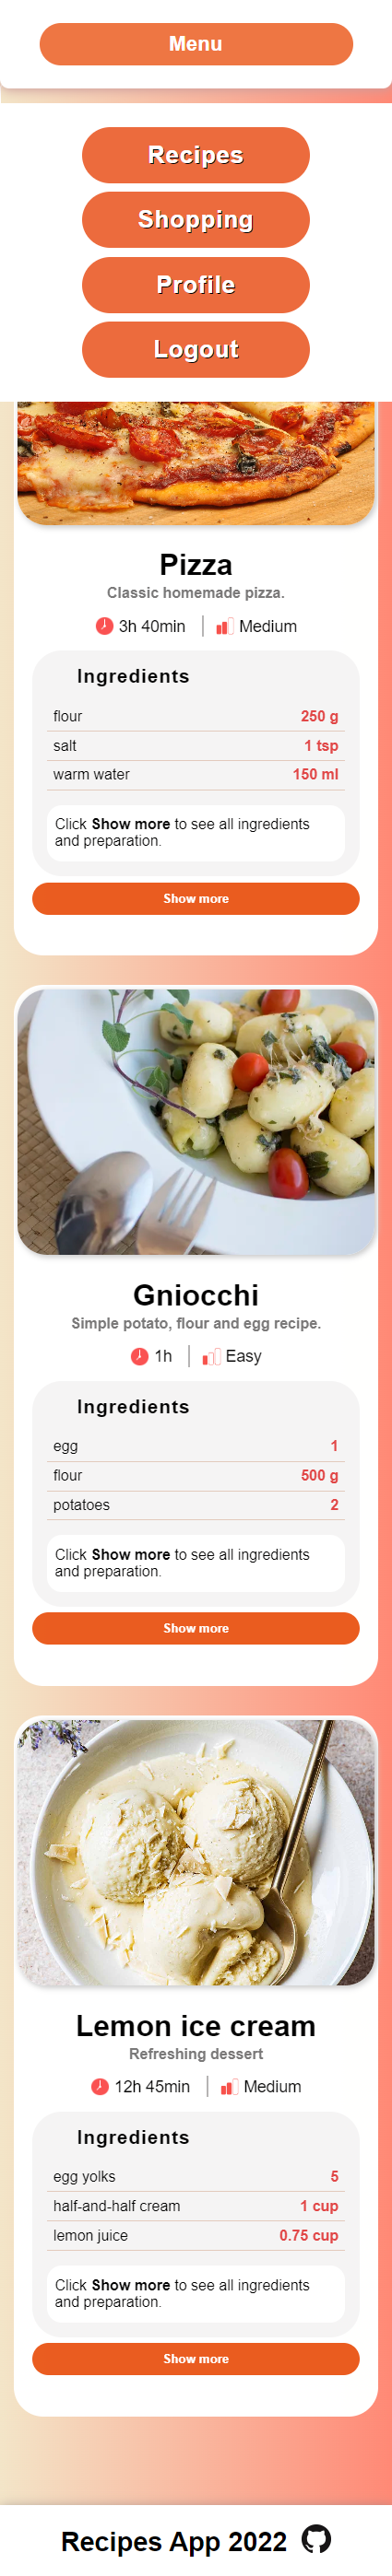 Menu
Recipes
Shopping
Profile
Logout
Pizza
Classic homemade pizza.
3h 40min Medium
Ingredients
flour 250 g
salt 1 tsp
warm water 150 ml
Click Show more to see all ingredients
and preparation.
Show more
Gniocchi
Simple potato, flour and egg recipe.
1h Easy
Ingredients
egg 1
flour 500 g
potatoes 2
Click Show more to see all ingredients
and preparation.
Show more
Lemon ice cream
Refreshing dessert
12h 45min Medium
Ingredients
egg yolks 5
half-and-half cream 1 cup
lemon juice 0.75 cup
Click Show more to see all ingredients
and preparation.
Show more
Recipes App 2022